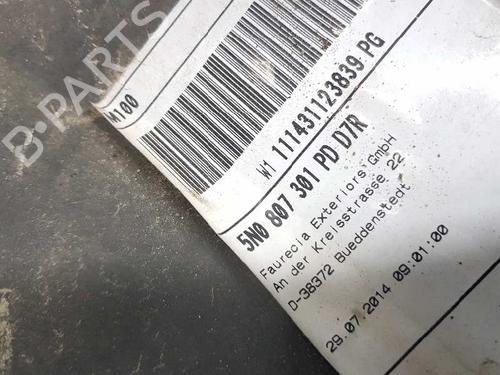 M100
W1 111431123839 PG
5N0 807 301 PD D7R
Faurecia Exteriors GmbH
An der Kreisstrasse 22
D-38372 Bueddenstedt
29.07.2014 09:01:00